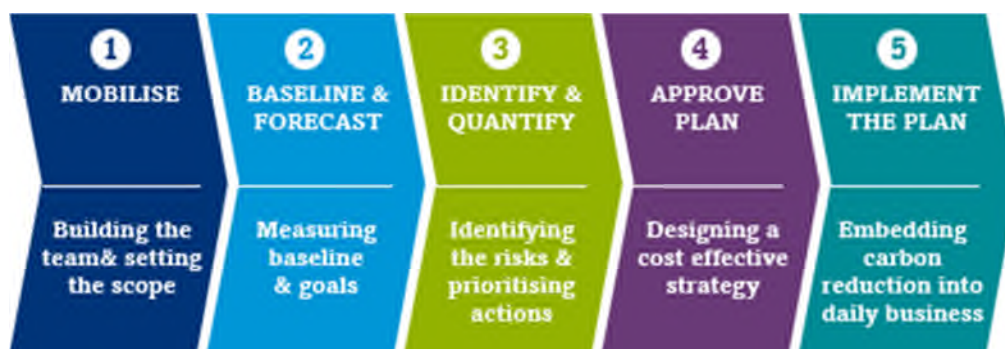 1
MOBILISE
Building the
team& setting
the scope
2
BASELINE &
FORECAST
Measuring
baseline
& goals
3
IDENTIFY &
QUANTIFY
Identifying
the risks &
prioritising
actions
4
APPROVE
PLAN
Designing a
cost effective
strategy
5
IMPLEMENT
THE PLAN
Embedding
carbon
reduction into
daily business